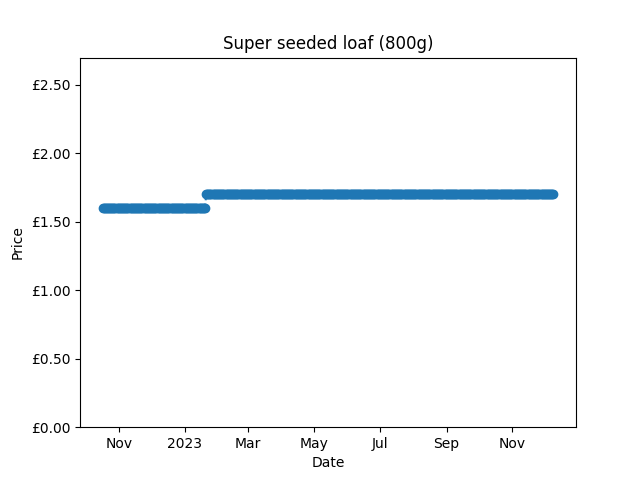 Super seeded loaf (800g)
£2.50
£2.00
£1.50
£1.00
£0.50
£0.00
Price
Nov 2023 Mar May Jul Sep Nov
Date